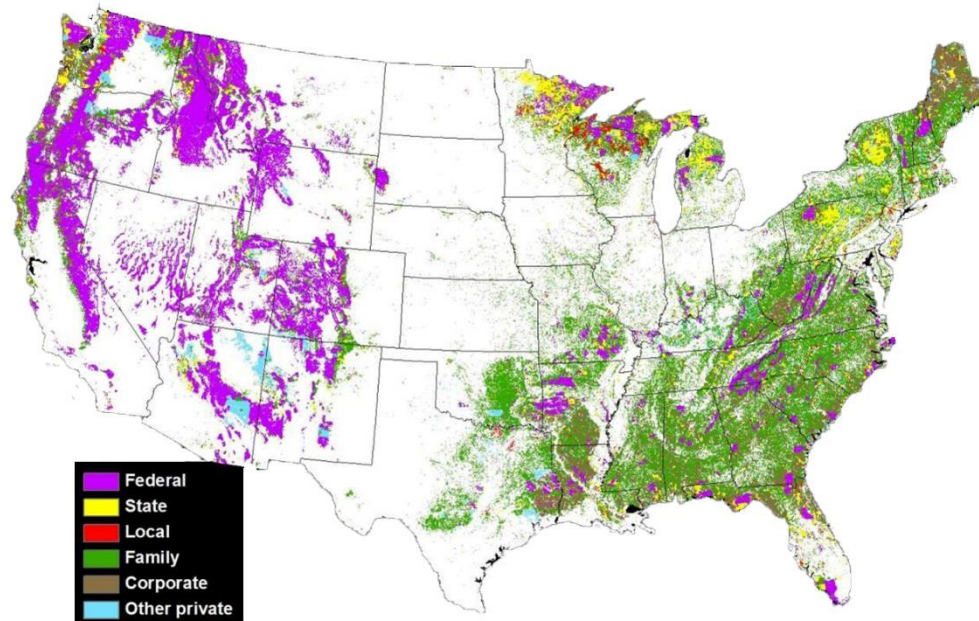 Federal
State
Local
Family
Corporate
Other private